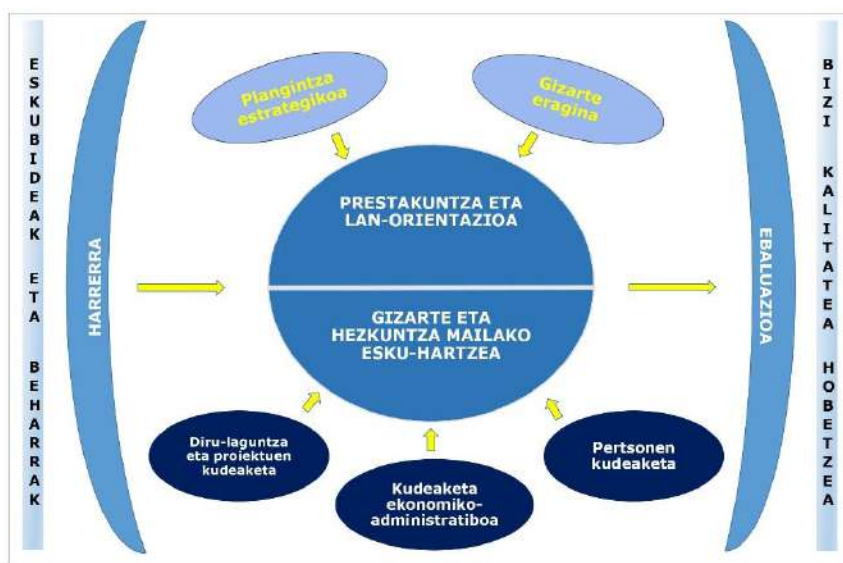 ESKUBIDEAK ETA BEHARRAK
HARRERRA
Plangintza
estrategikoa
Gizarte
eragina
PRESTAKUNTZA ETA
LAN-ORIENTAZIOA
GIZARTE ETA
HEZKUNTZA MAILAKO
ESKU-HARTZEA
Diru-laguntza
eta proiektuen
kudeaketa
Kudeaketa
ekonomiko-
administratiboa
Pertsonen
kudeaketa
EBALUAZIOA
BIZI KALITATEA HOBETZEA